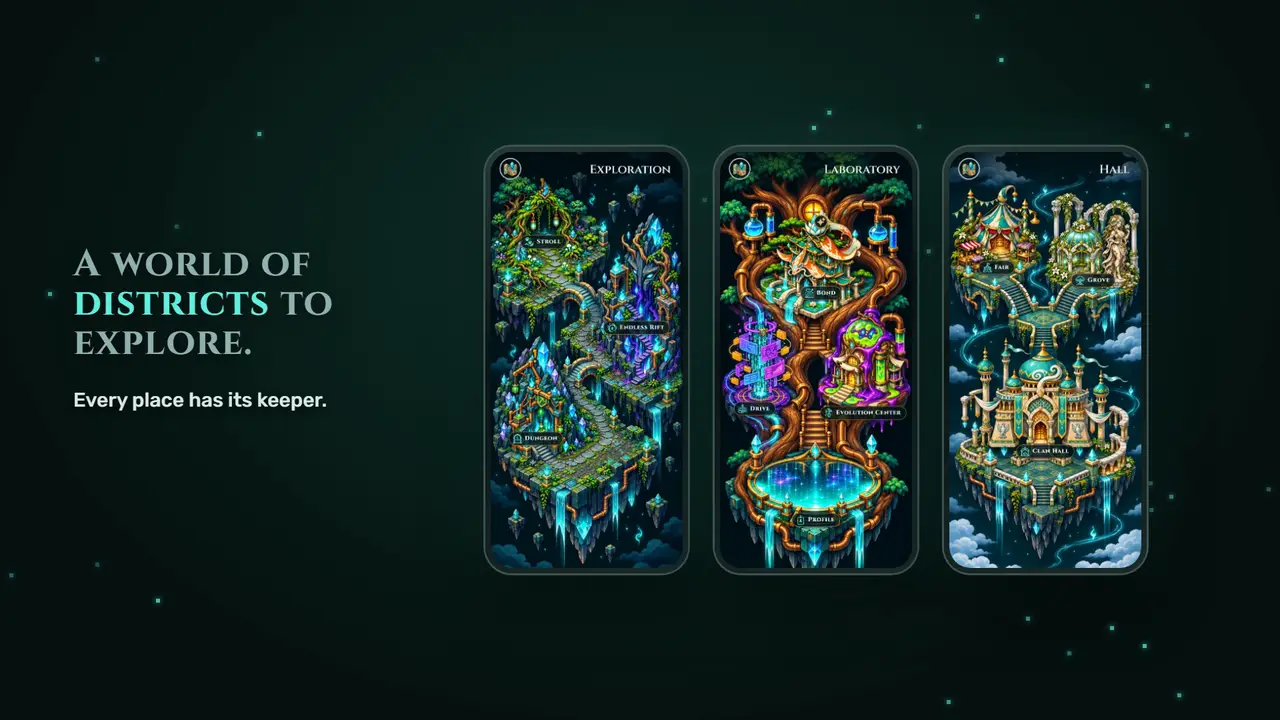 A WORLD OF
DISTRICTS TO
EXPLORE.
Every place has its keeper.
EXPLORATION
STROLL
ENDLESS RIFT
DUNGEON
LABORATORY
BOND
DRIVE
EVOLUTION CENTER
PROFILE
HALL
FAIR
GROVE
CLAN HALL